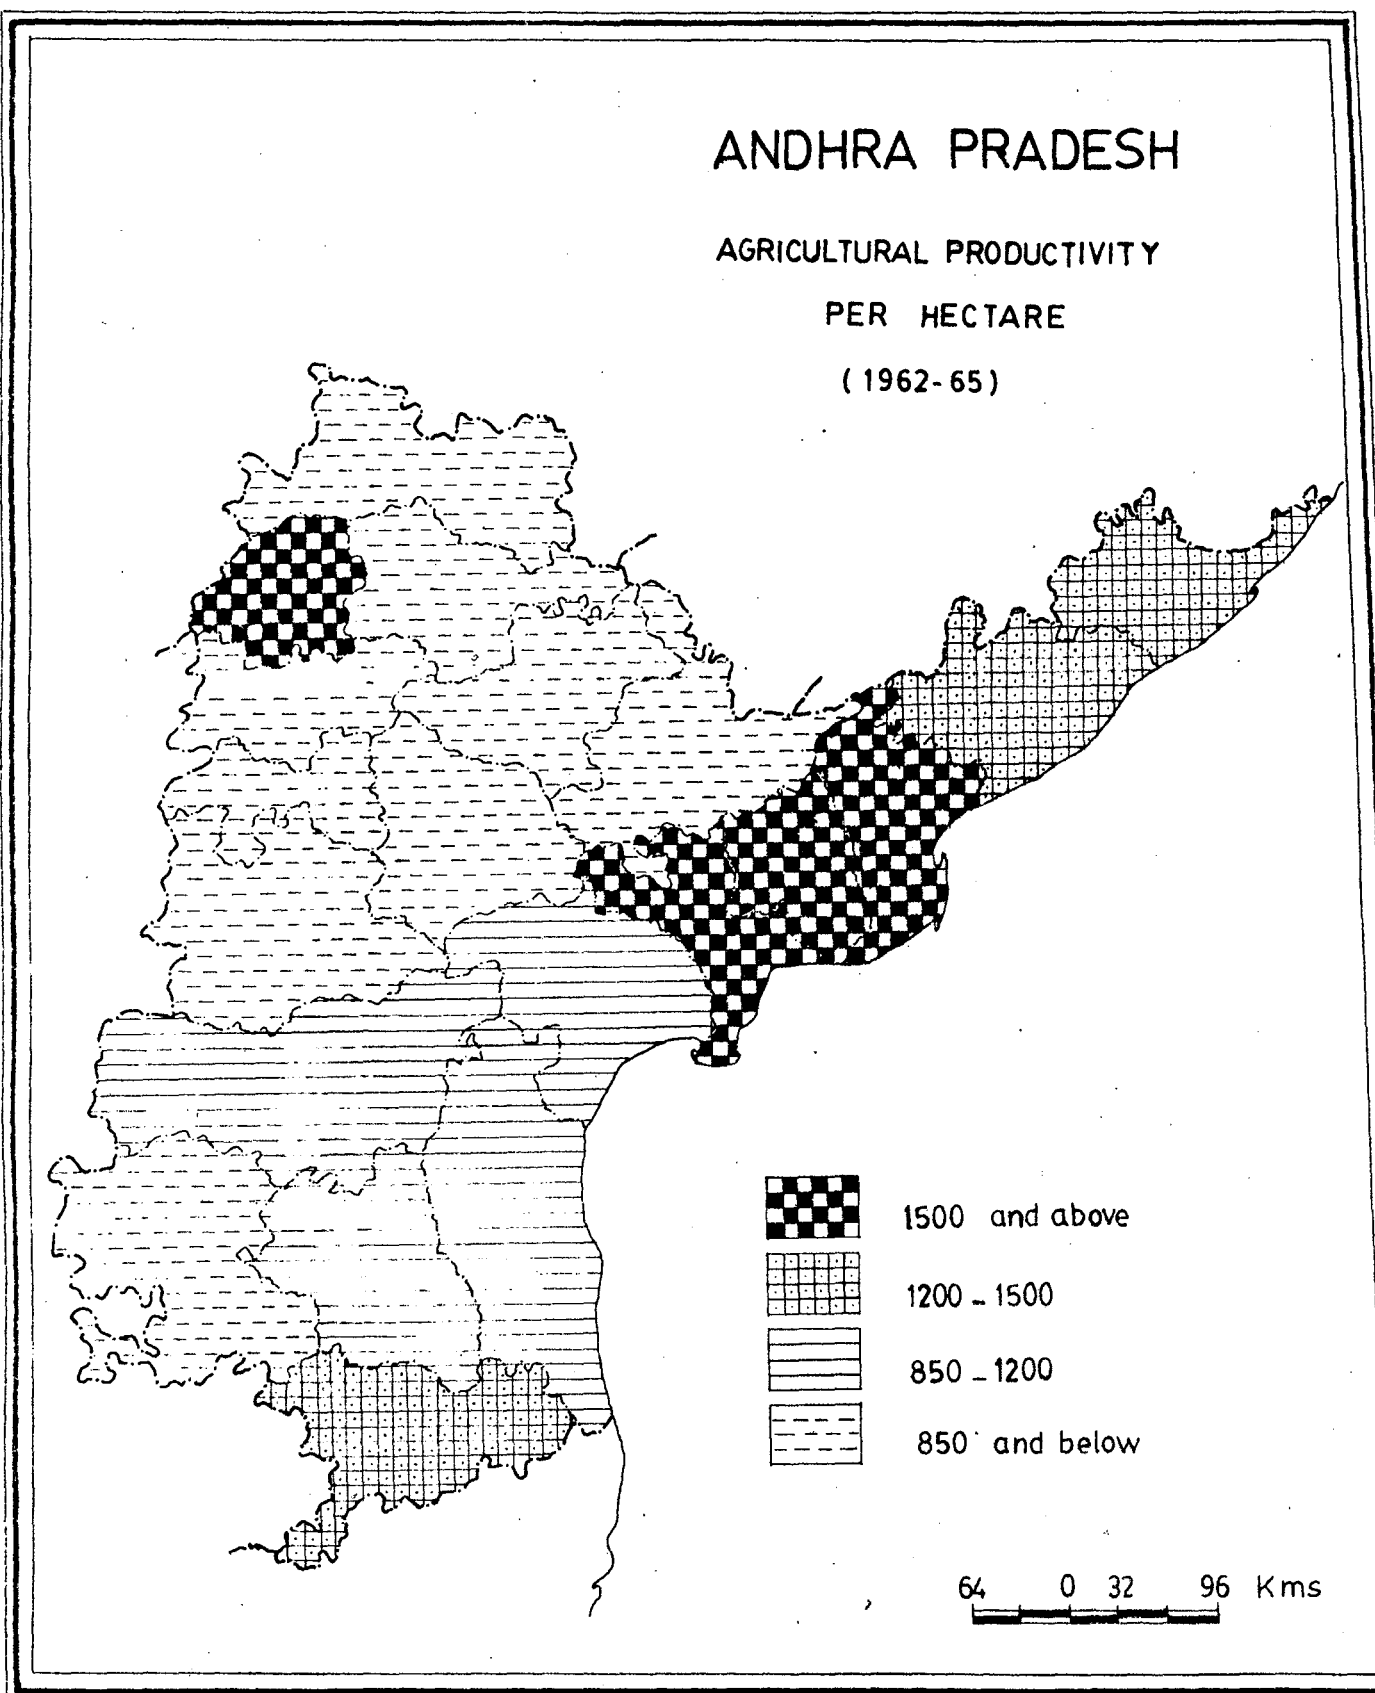 ANDHRA PRADESH
AGRICULTURAL PRODUCTIVITY
PER HECTARE
(1962-65)
1500 and above
1200 - 1500
850 - 1200
850 and below
64 0 32 96 Kms